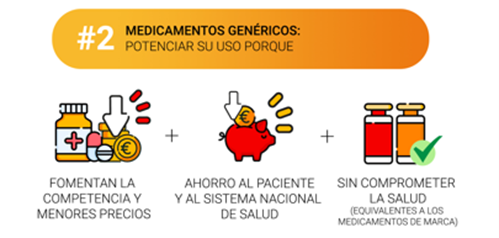 #2
MEDICAMENTOS GENÉRICOS:
POTENCIAR SU USO PORQUE
FOMENTAN LA
COMPETENCIA Y
MENORES PRECIOS
+
AHORRO AL PACIENTE
Y AL SISTEMA NACIONAL
DE SALUD
+
SIN COMPROMETER
LA SALUD
(EQUIVALENTES A LOS
MEDICAMENTOS DE MARCA)